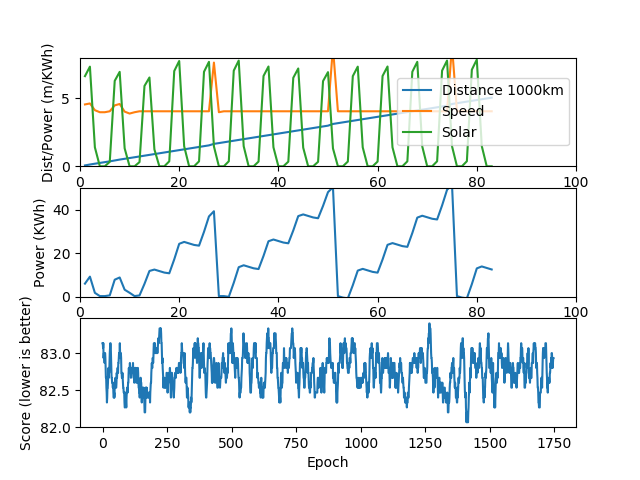 Dist/Power (m/KWh)
5
0
Distance 1000km
Speed
Solar
0 20 40 60 80 100
Power (KWh)
40
20
0
0 20 40 60 80 100
Score (lower is better)
83.0
82.5
82.0
0 250 500 750 1000 1250 1500 1750
Epoch